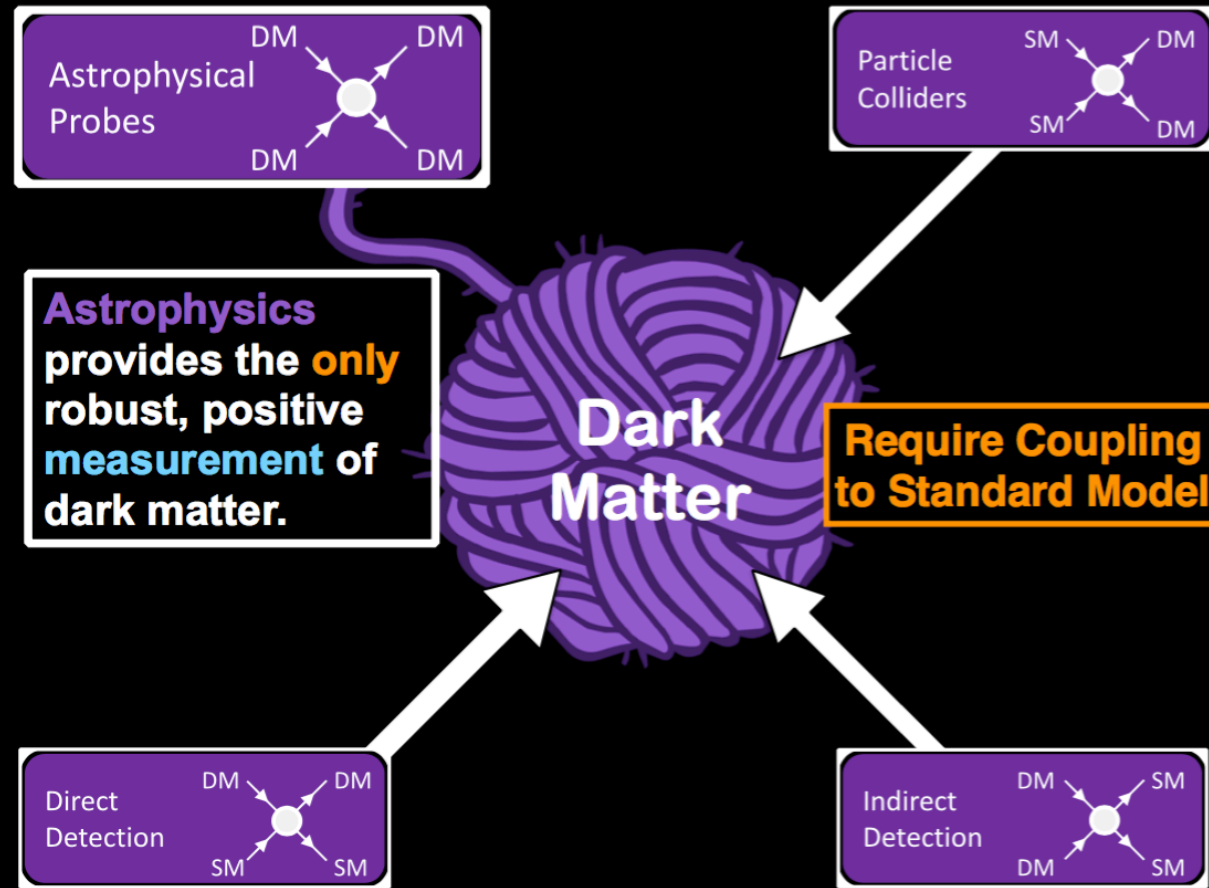 Astrophysical
Probes
DM DM
DM DM
Particle
Colliders
SM DM
SM DM
Astrophysics
provides the only
robust, positive
measurement of
dark matter.
Dark
Matter
Require Coupling
to Standard Model
Direct
Detection
DM DM
SM SM
Indirect
Detection
DM SM
DM SM